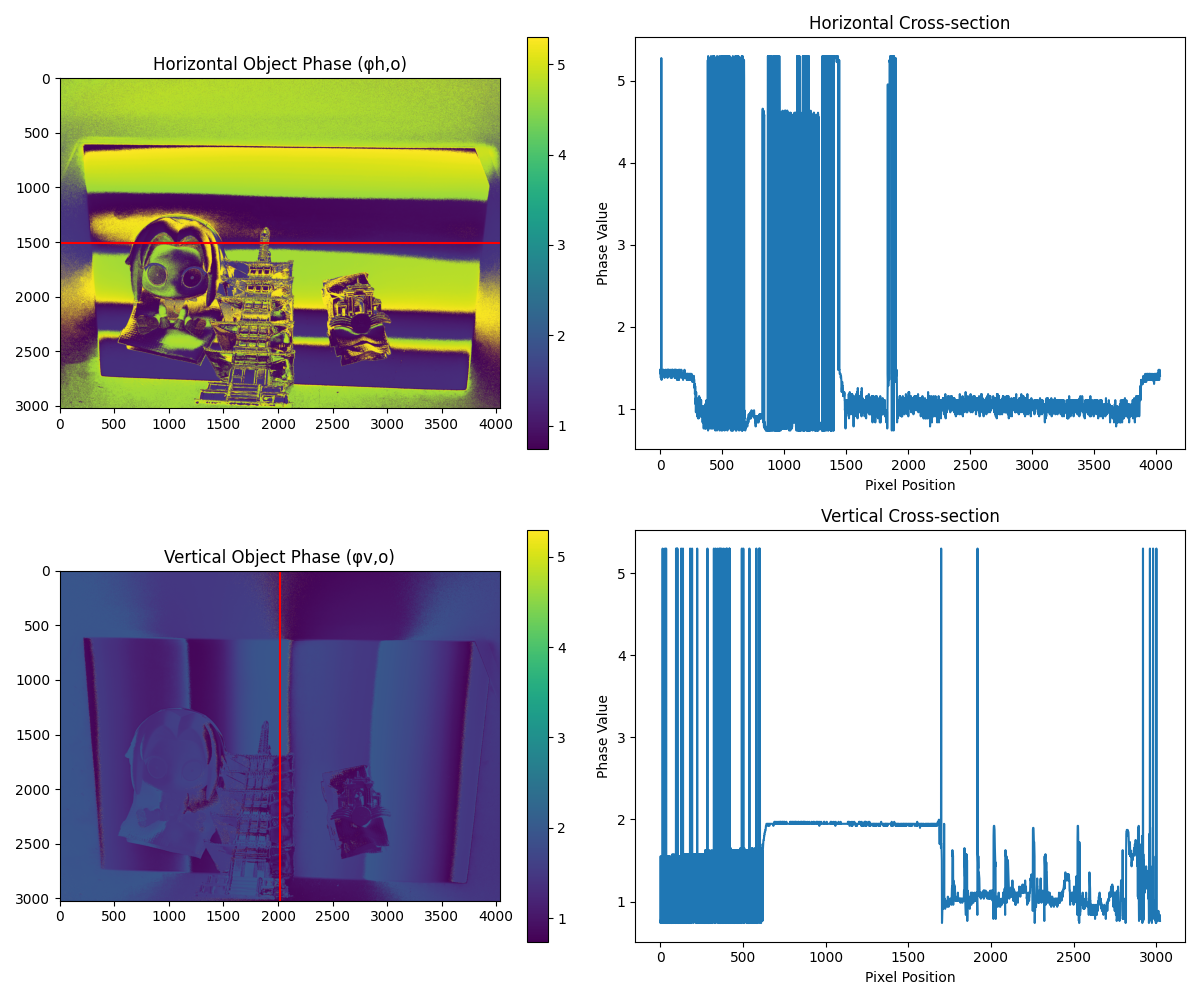 Horizontal Object Phase (φh,o)
0
500
1000
1500
2000
2500
3000
0 500 1000 1500 2000 2500 3000 3500 4000
5
4
3
2
1
Horizontal Cross-section
Phase Value
5
4
3
2
1
0 500 1000 1500 2000 2500 3000 3500 4000
Pixel Position
Vertical Object Phase (φv,o)
0
500
1000
1500
2000
2500
3000
0 500 1000 1500 2000 2500 3000 3500 4000
5
4
3
2
1
Vertical Cross-section
Phase Value
5
4
3
2
1
0 500 1000 1500 2000 2500 3000
Pixel Position